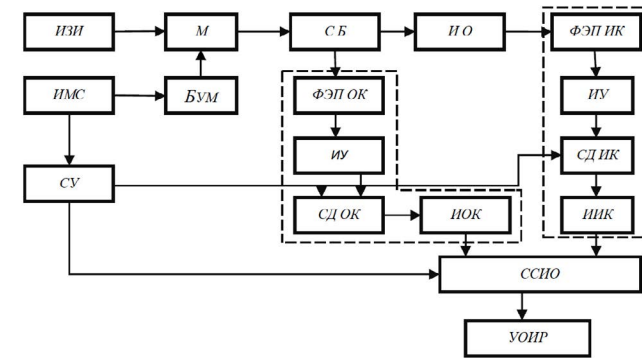 ИЗИ
М
С Б
И О
ФЭП ИК
ИМС
БУМ
ФЭП ОК
ИУ
СУ
ИУ
СД ИК
СД ОК
ИОК
ИИК
ССИО
УОИР